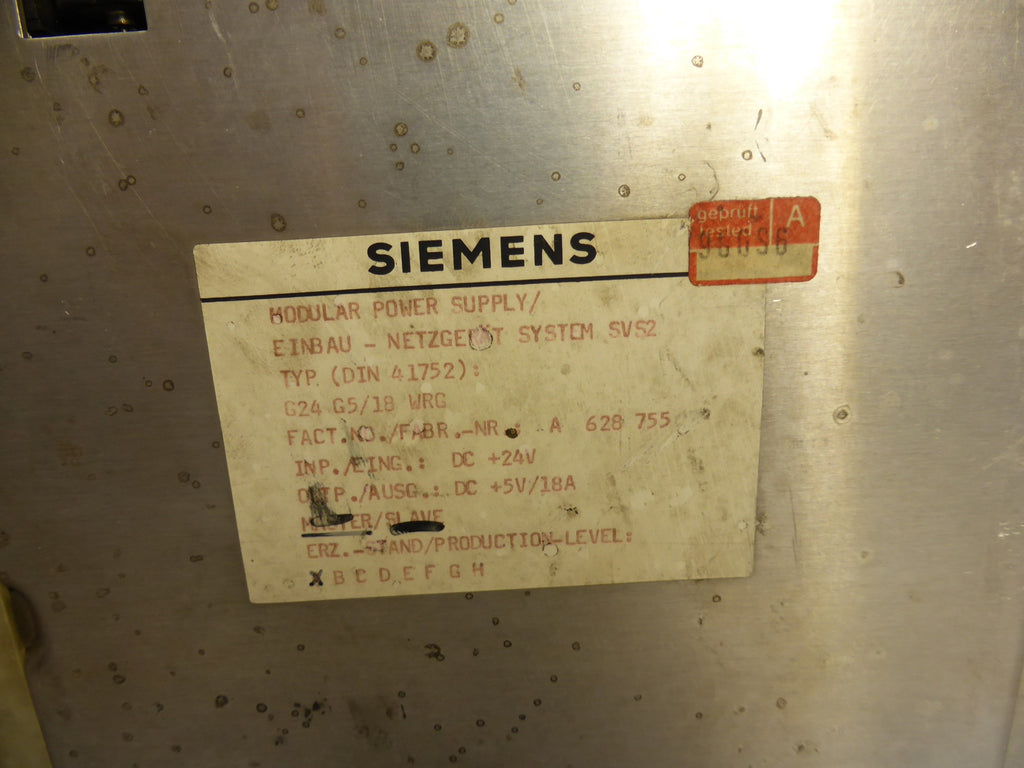 SIEMENS
geprüft
tested
A
MODULAR POWER SUPPLY/
EINBAU - NETZGERÄT SYSTEM SVS2
TYP. (DIN 41752):
G24 G5/18 WRG
FACT.NO./FABR.-NR.: A 628 755
INP./EING.: DC +24V
OUTP./AUSG.: DC +5V/18A
MASTER/SLAVE
ERZ.-STAND/PRODUCTION-LEVEL:
X B C D E F G H